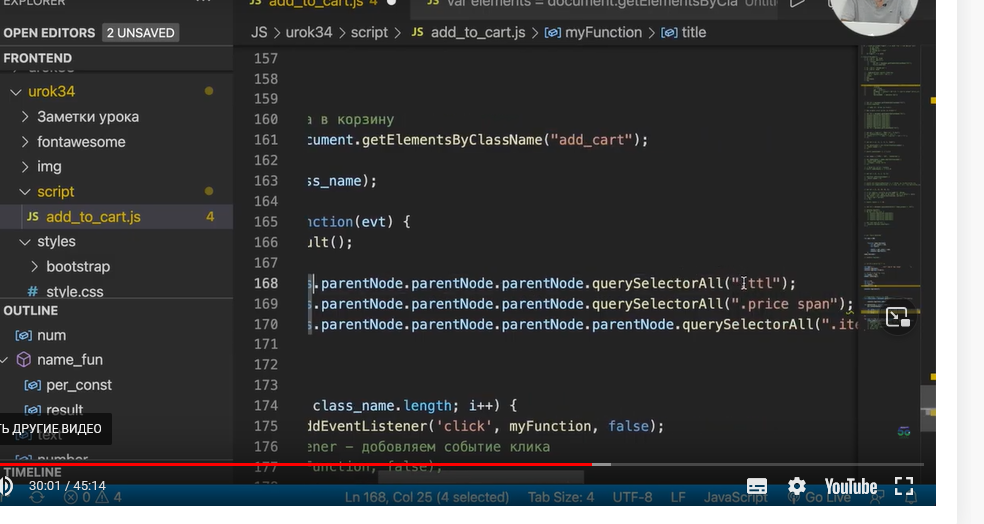 EXPLORER
add_to_cart.js 4
var elements = document.getElementsByCla
JS > urok34 > script > JS add_to_cart.js > myFunction > title
OPEN EDITORS 2 UNSAVED
FRONTEND
urok34
Заметки урока
fontawesome
img
script
JS add_to_cart.js 4
styles
bootstrap
# style.css
OUTLINE
num
name_fun
per_const
result
ТЬ ДРУГИЕ ВИДЕО
text
number
TIMELINE
157
158
159
160 а в корзину
161 cument.getElementsByClassName("add_cart");
162
163 ss_name);
164
165 nction(evt) {
166 ult();
167
168 s.parentNode.parentNode.parentNode.querySelectorAll(".ttl");
169 .parentNode.parentNode.parentNode.querySelectorAll(".price span");
170 .parentNode.parentNode.parentNode.parentNode.querySelectorAll(".ite
171
172
173
174 class_name.length; i++) {
175 ddEventListener('click', myFunction, false);
176 ener – добовляем событие клика
177 function, false),
30:01 / 45:14
YouTube
0 4
Ln 168, Col 25 (4 selected) Tab Size: 4 UTF-8 LF JavaScript Go Live